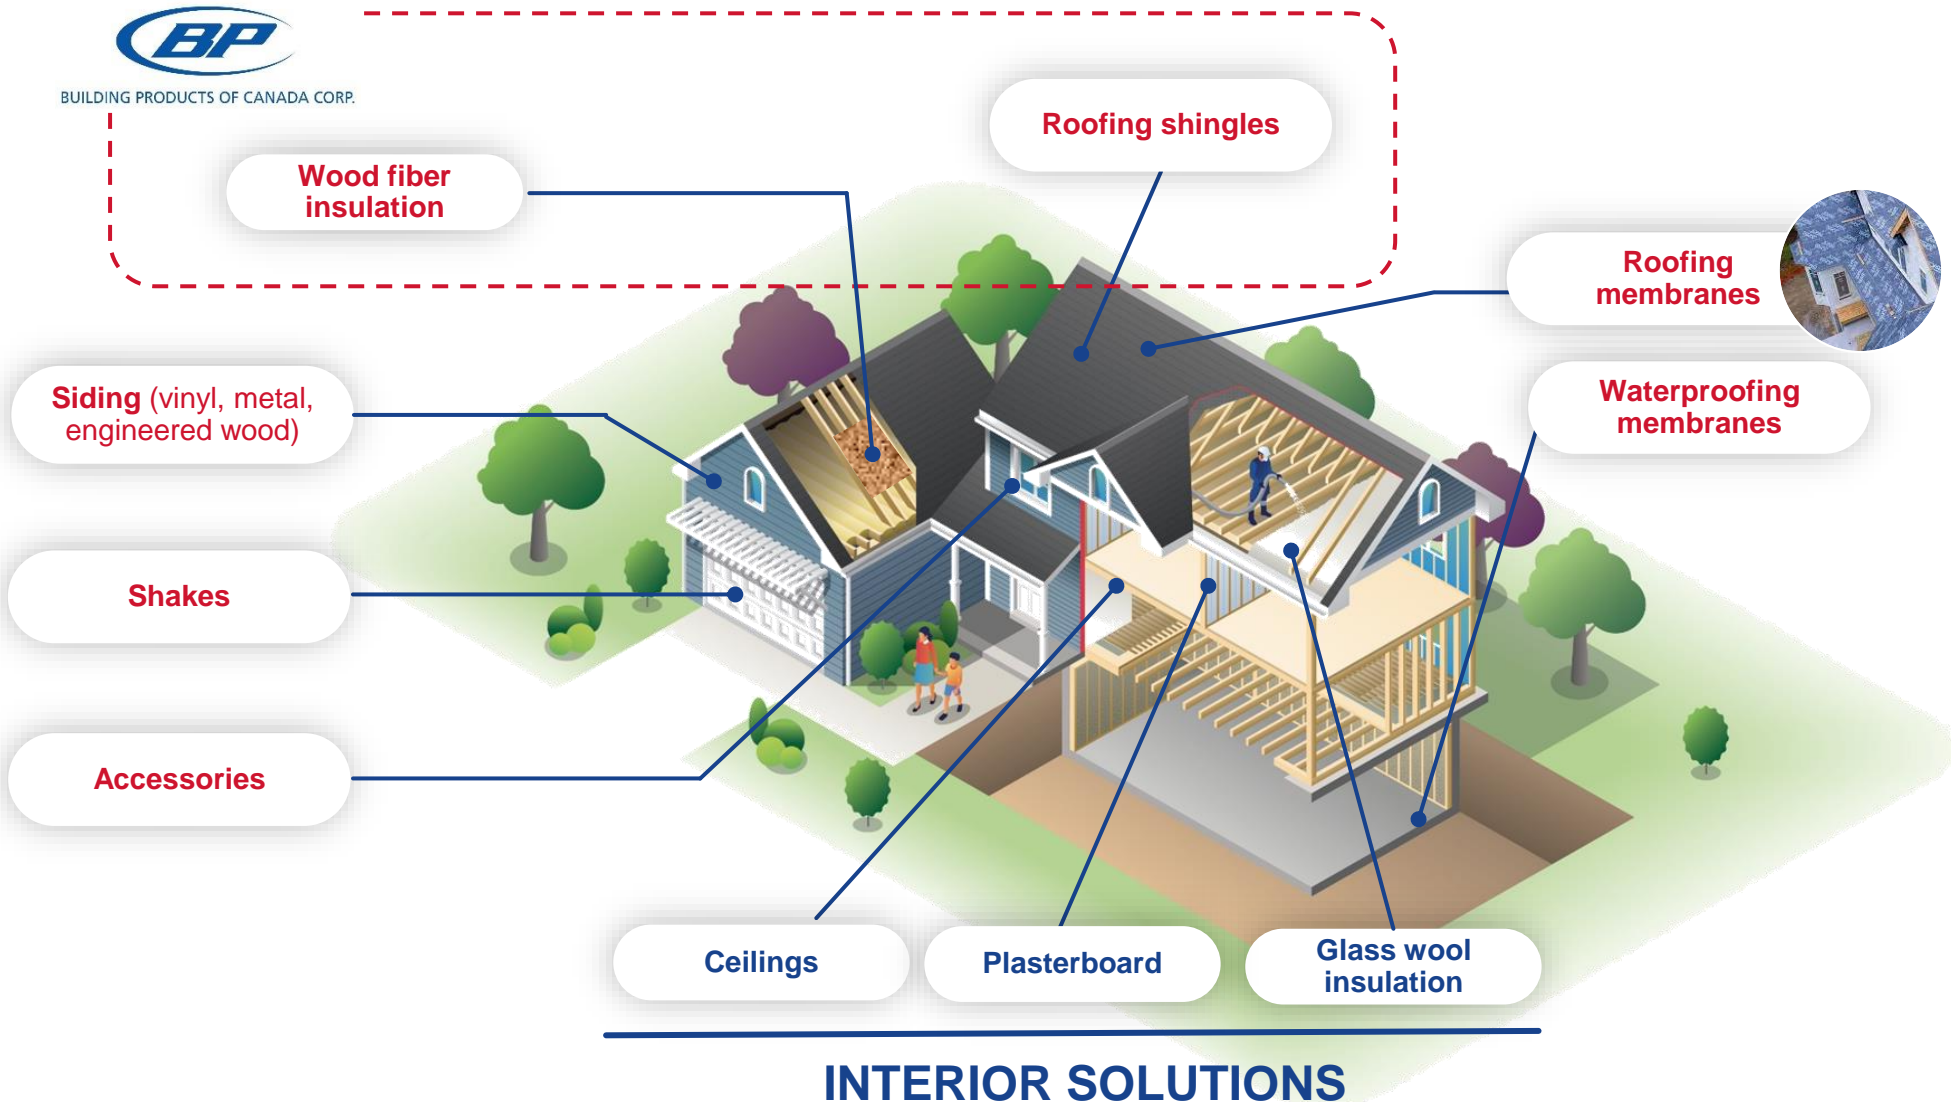 BP
BUILDING PRODUCTS OF CANADA CORP.
Roofing shingles
Wood fiber
insulation
Roofing
membranes
Siding (vinyl, metal,
engineered wood)
Waterproofing
membranes
Shakes
Accessories
Ceilings
Plasterboard
Glass wool
insulation
INTERIOR SOLUTIONS